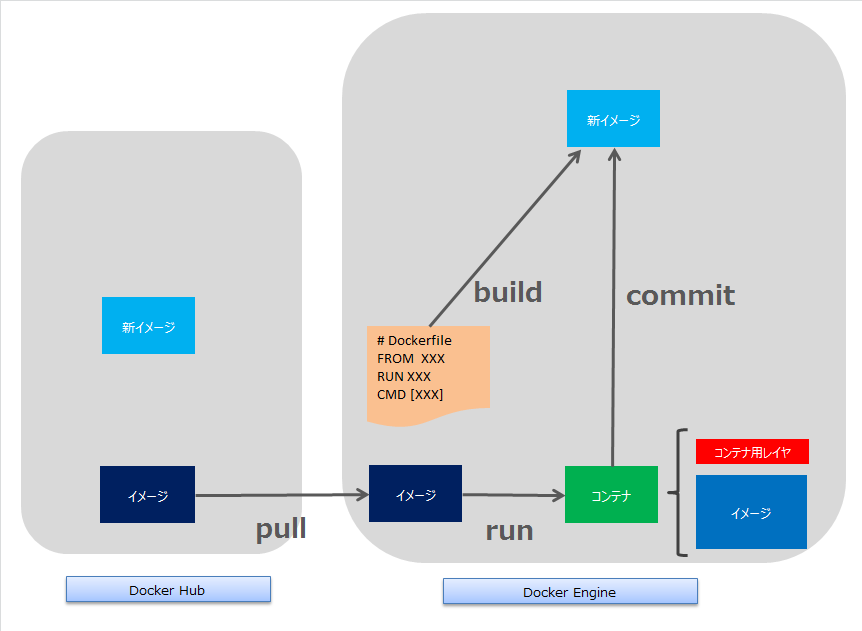 新イメージ
新イメージ
build
commit
# Dockerfile
FROM  XXX
RUN XXX
CMD [XXX]
コンテナ用レイヤ
イメージ
イメージ
コンテナ
イメージ
pull
run
Docker Hub
Docker Engine